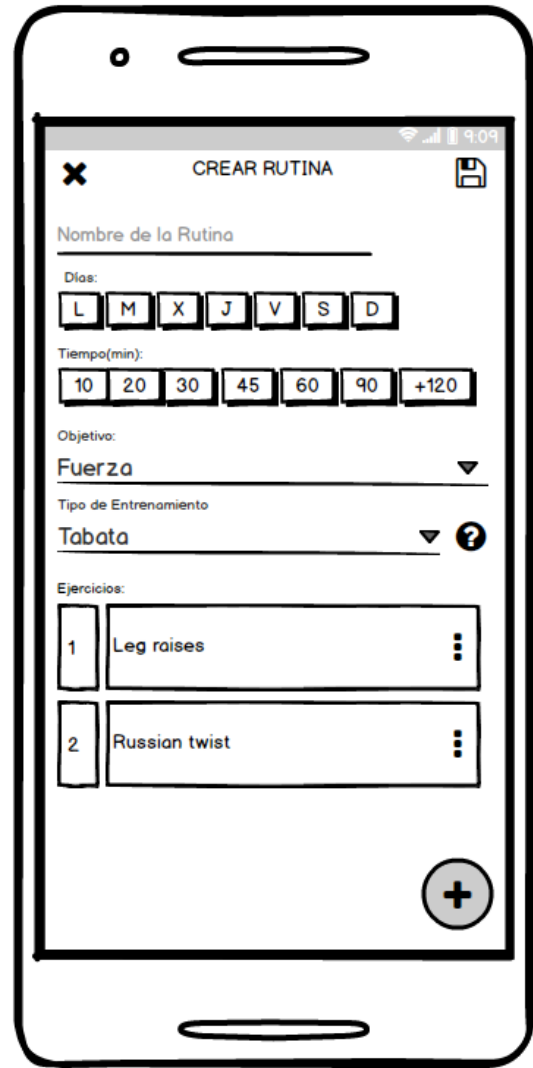 9:09
CREAR RUTINA
Nombre de la Rutina
Días:
L M X J V S D
Tiempo(min):
10 20 30 45 60 90 +120
Objetivo:
Fuerza
Tipo de Entrenamiento
Tabata ?
Ejercicios:
1 Leg raises
2 Russian twist
+